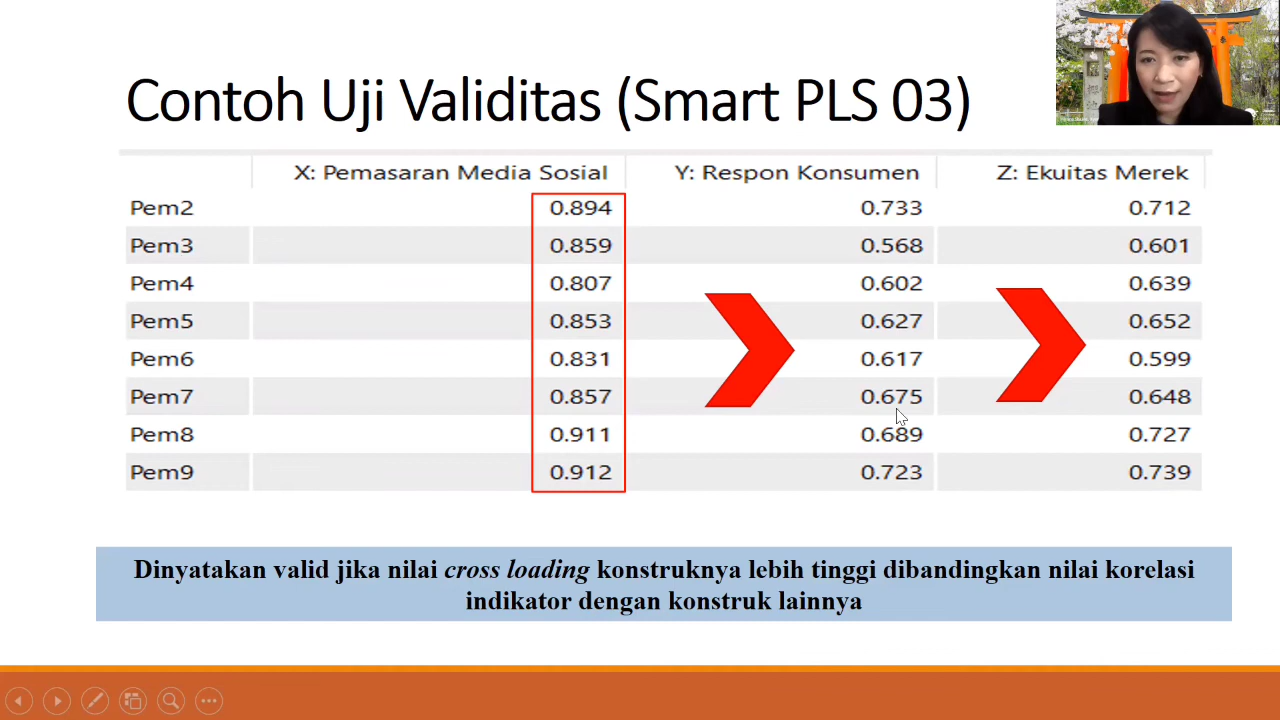 Contoh Uji Validitas (Smart PLS 03)
X: Pemasaran Media Sosial Y: Respon Konsumen Z: Ekuitas Merek
Pem2 0.894 0.733 0.712
Pem3 0.859 0.568 0.601
Pem4 0.807 0.602 0.639
Pem5 0.853 0.627 0.652
Pem6 0.831 0.617 0.599
Pem7 0.857 0.675 0.648
Pem8 0.911 0.689 0.727
Pem9 0.912 0.723 0.739
Dinyatakan valid jika nilai cross loading konstruknya lebih tinggi dibandingkan nilai korelasi
indikator dengan konstruk lainnya